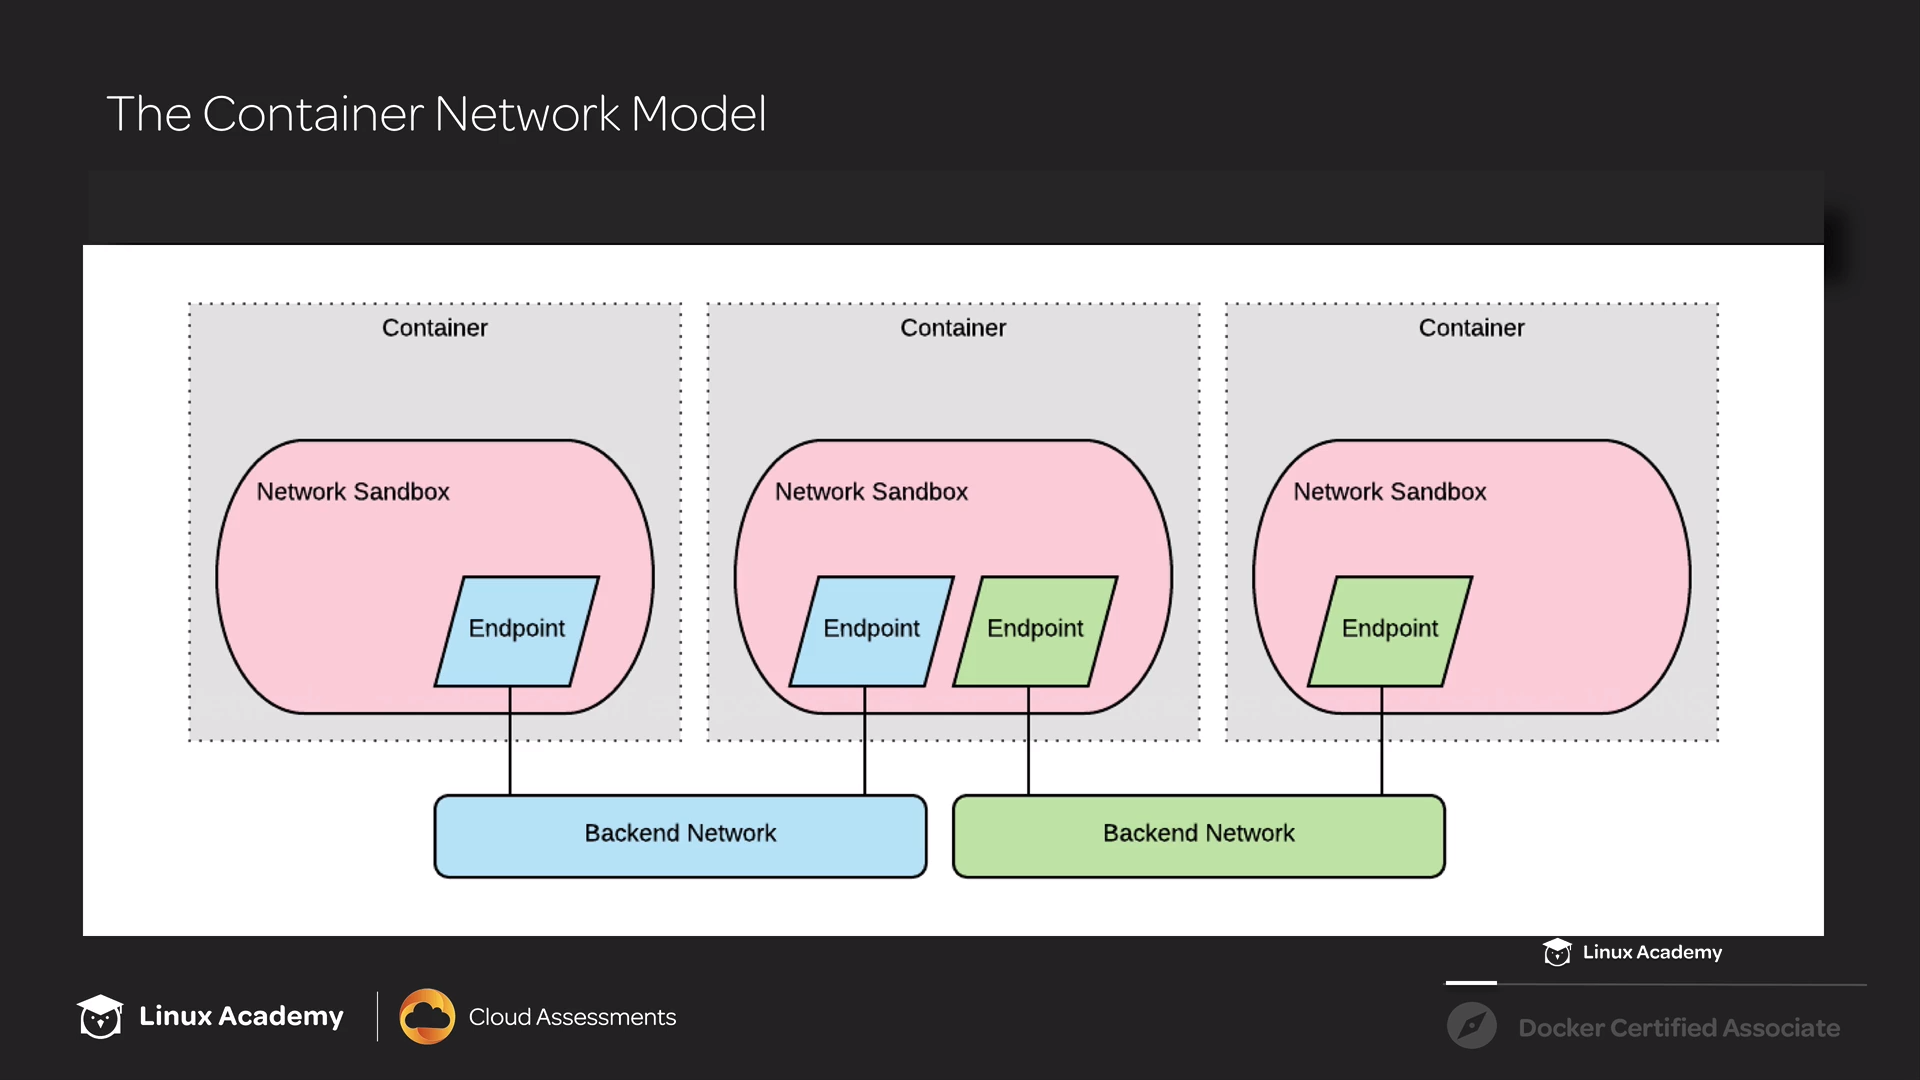 The Container Network Model
Container
Container
Container
Network Sandbox
Network Sandbox
Network Sandbox
Endpoint
Endpoint
Endpoint
Endpoint
Backend Network
Backend Network
Linux Academy
Linux Academy
Cloud Assessments
Docker Certified Associate